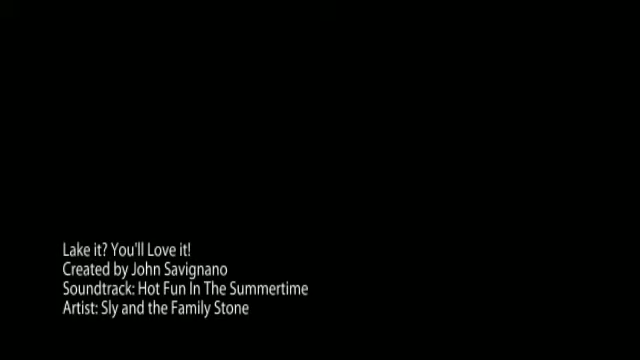 Lake it? You'll Love it!
Created by John Savignano
Soundtrack: Hot Fun In The Summertime
Artist: Sly and the Family Stone